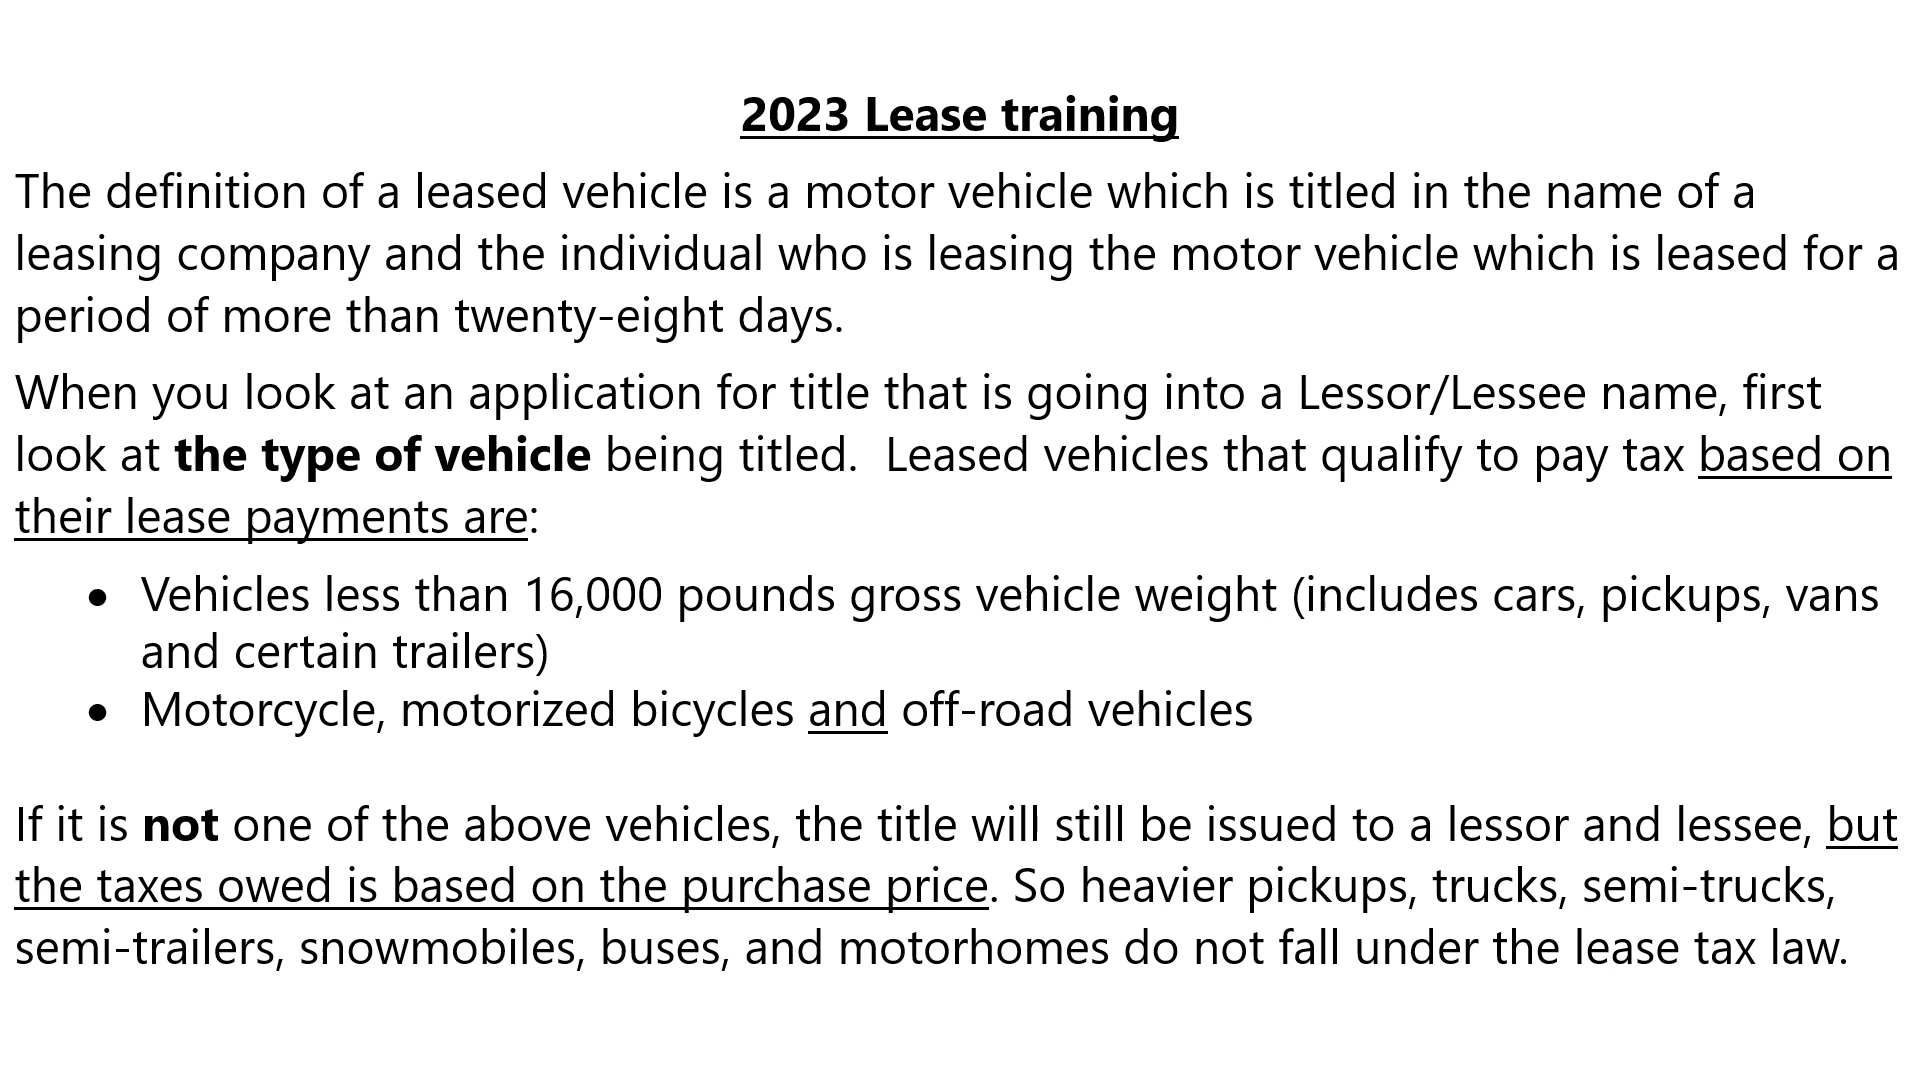 2023 Lease training
The definition of a leased vehicle is a motor vehicle which is titled in the name of a
leasing company and the individual who is leasing the motor vehicle which is leased for a
period of more than twenty-eight days.
When you look at an application for title that is going into a Lessor/Lessee name, first
look at the type of vehicle being titled.  Leased vehicles that qualify to pay tax based on
their lease payments are:
• Vehicles less than 16,000 pounds gross vehicle weight (includes cars, pickups, vans
and certain trailers)
• Motorcycle, motorized bicycles and off-road vehicles
If it is not one of the above vehicles, the title will still be issued to a lessor and lessee, but
the taxes owed is based on the purchase price. So heavier pickups, trucks, semi-trucks,
semi-trailers, snowmobiles, buses, and motorhomes do not fall under the lease tax law.